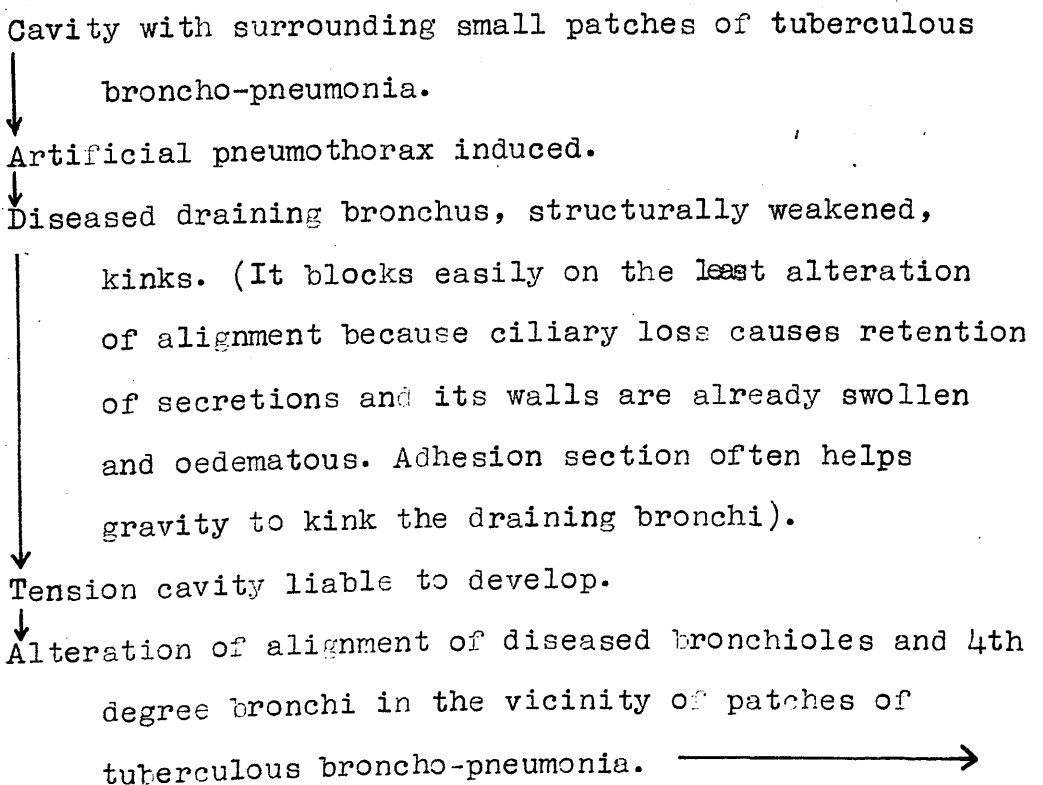 Cavity with surrounding small patches of tuberculous
broncho-pneumonia.
Artificial pneumothorax induced.
Diseased draining bronchus, structurally weakened,
kinks. (It blocks easily on the least alteration
of alignment because ciliary loss causes retention
of secretions and its walls are already swollen
and oedematous. Adhesion section often helps
gravity to kink the draining bronchi).
Tension cavity liable to develop.
Alteration of alignment of diseased bronchioles and 4th
degree bronchi in the vicinity of patches of
tuberculous broncho-pneumonia.